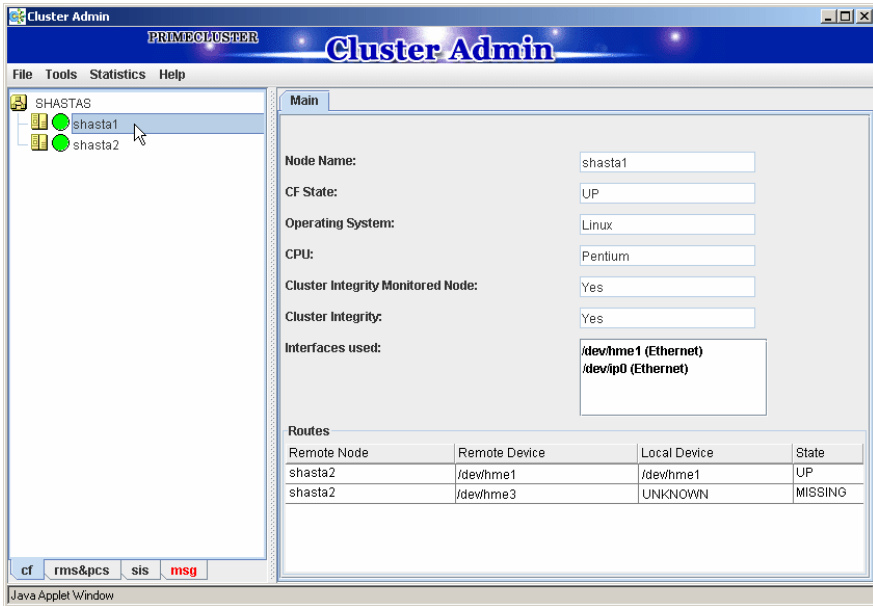 Cluster Admin
PRIMECLUSTER
Cluster Admin
File Tools Statistics Help
SHASTAS
shasta1
shasta2
Main
Node Name: shasta1
CF State: UP
Operating System: Linux
CPU: Pentium
Cluster Integrity Monitored Node: Yes
Cluster Integrity: Yes
Interfaces used: /dev/hme1 (Ethernet)
/dev/ip0 (Ethernet)
Routes
Remote Node Remote Device Local Device State
shasta2 /dev/hme1 /dev/hme1 UP
shasta2 /dev/hme3 UNKNOWN MISSING
cf rms&pcs sis msg
Java Applet Window